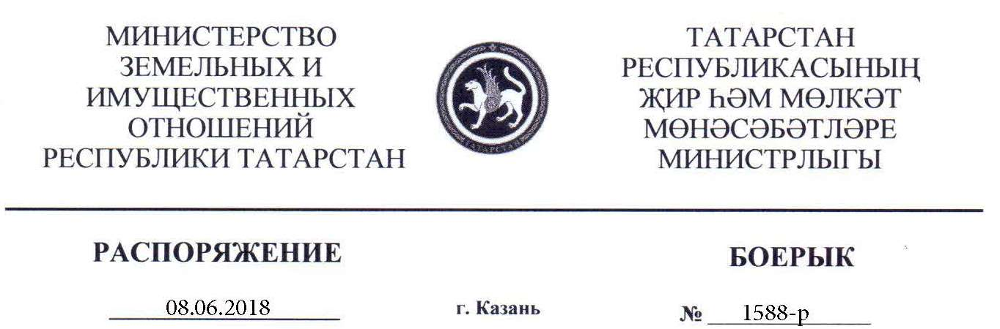 МИНИСТЕРСТВО
ЗЕМЕЛЬНЫХ И
ИМУЩЕСТВЕННЫХ
ОТНОШЕНИЙ
РЕСПУБЛИКИ ТАТАРСТАН
ТАТАРСТАН
ТАТАРСТАН
РЕСПУБЛИКАСЫНЫҢ
ҖИР ҺӘМ МӨЛКӘТ
МӨНӘСӘБӘТЛӘРЕ
МИНИСТРЛЫГЫ
РАСПОРЯЖЕНИЕ
БОЕРЫК
08.06.2018
г. Казань
№ 1588-р